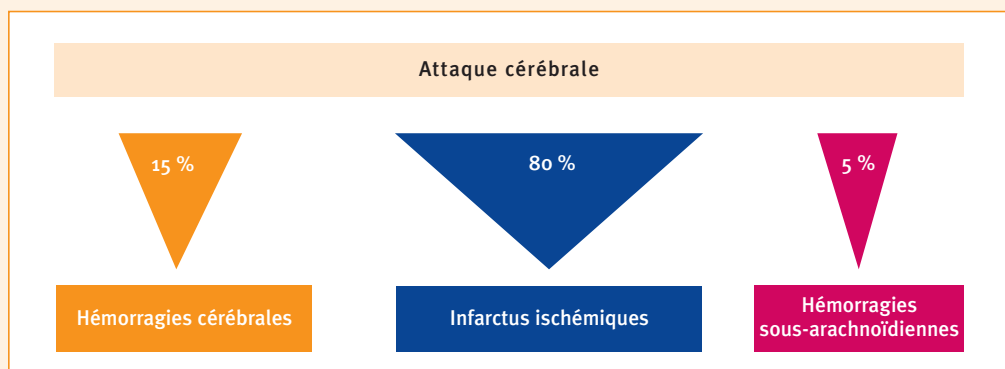 Attaque cérébrale
15 %
80 %
5 %
Hémorragies cérébrales
Infarctus ischémiques
Hémorragies
sous-arachnoïdiennes